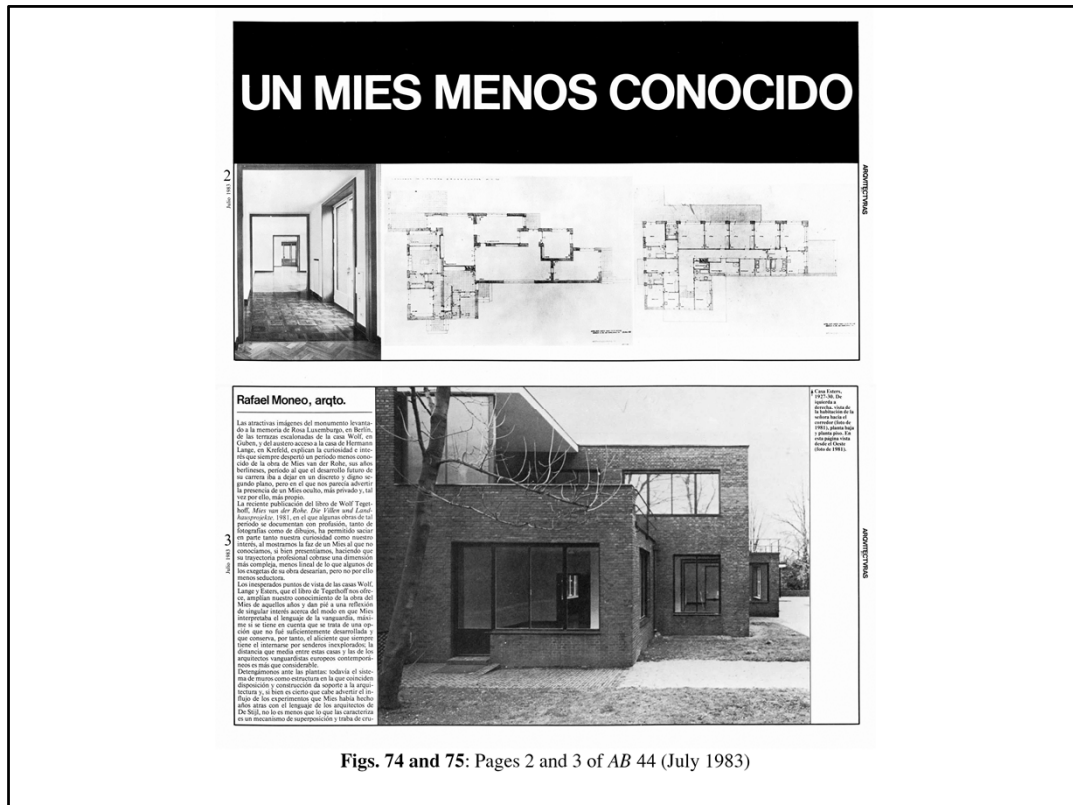 UN MIES MENOS CONOCIDO
2
Julio 1983
ARQVITECTVRAS
Rafael Moneo, arqto.
Las atractivas imágenes del monumento levanta-
do a la memoria de Rosa Luxemburgo, en Berlín,
de las terrazas escalonadas de la casa Wolf, en
Guben, y del austero acceso a la casa de Hermann
Lange, en Krefeld, explican la curiosidad e inte-
rés que siempre despertó un período menos cono-
cido de la obra de Mies van der Rohe, sus años
berlineses, período al que el desarrollo futuro de
su carrera iba a dejar en un discreto y digno se-
gundo plano, pero en el que nos parecía advertir
la presencia de un Mies oculto, más privado y, tal
vez por ello, más propio.
La reciente publicación del libro de Wolf Teget-
hoff, Mies van der Rohe. Die Villen und Land-
hausprojekte. 1981, en el que algunas obras de tal
período se documentan con profusión, tanto de
fotografías como de dibujos, ha permitido saciar
en parte tanto nuestra curiosidad como nuestro
interés, al mostrarnos la faz de un Mies al que no
conocíamos, si bien presentíamos, haciendo que
su trayectoria profesional cobrase una dimensión
más compleja, menos lineal de lo que algunos de
los exegetas de su obra desearían, pero no por ello
menos seductora.
Los inesperados puntos de vista de las casas Wolf,
Lange y Esters, que el libro de Tegethoff nos ofre-
ce, amplían nuestro conocimiento de la obra del
Mies de aquellos años y dan pié a una reflexión
de singular interés acerca del modo en que Mies
interpretaba el lenguaje de la vanguardia, máxi-
me si se tiene en cuenta que se trata de una op-
ción que no fué suficientemente desarrollada y
que conserva, por tanto, el aliciente que siempre
tiene el internarse por senderos inexplorados; la
distancia que media entre estas casas y las de los
arquitectos vanguardistas europeos contemporá-
neos es más que considerable.
Detengámonos ante las plantas: todavía el siste-
ma de muros como estructura en la que coinciden
disposición y construcción da soporte a la arqui-
tectura y, si bien es cierto que cabe advertir el in-
flujo de los experimentos que Mies había hecho
años atras con el lenguaje de los arquitectos de
De Stijl, no lo es menos que lo que las caracteriza
es un mecanismo de superposición y traba de cru-
3
Julio 1983
Casa Esters,
1927-30. De
izquierda a
derecha, vista de
la habitación de la
señora hacia el
corredor (foto de
1981), planta baja
y planta piso. En
esta página vista
desde el Oeste
(foto de 1981).
ARQVITECTVRAS
Figs. 74 and 75: Pages 2 and 3 of AB 44 (July 1983)